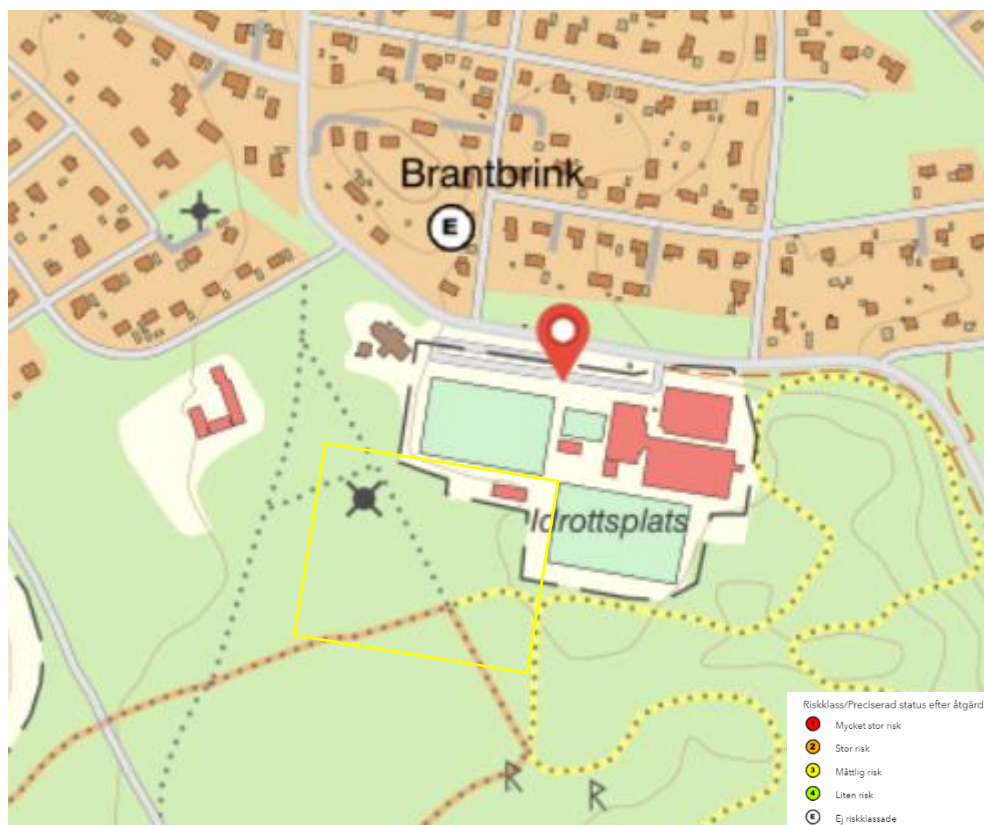 Brantbrink
E
Idrottsplats
R
R
Riskklass/Preciserad status efter åtgärd
1 Mycket stor risk
2 Stor risk
3 Måttlig risk
4 Liten risk
E Ej riskklassade